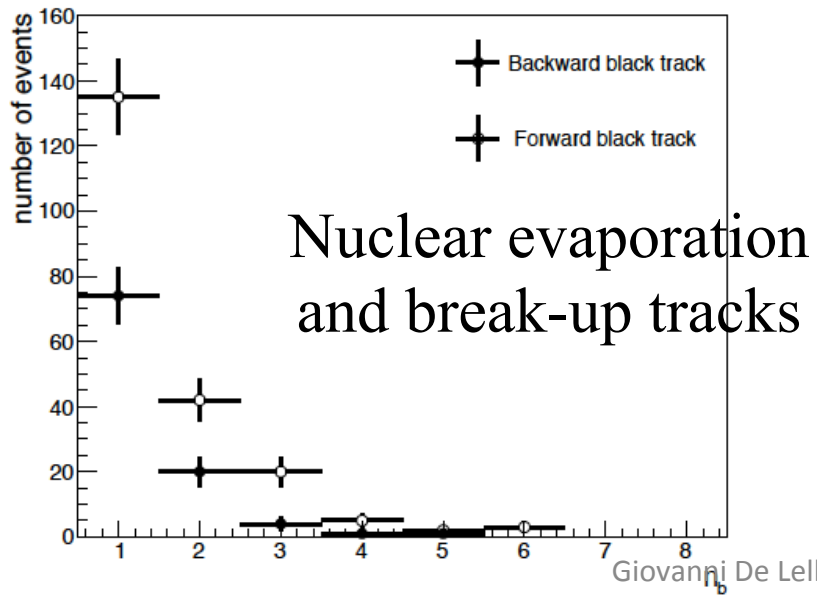 number of events
160
140
120
100
80
60
40
20
0
Backward black track
Forward black track
Nuclear evaporation
and break-up tracks
1 2 3 4 5 6 7 8
n_b
Giovanni De Lell